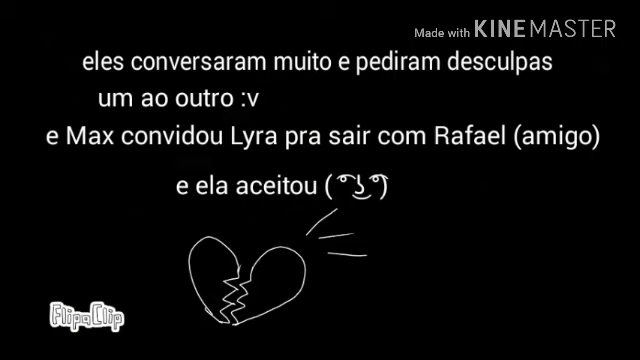 Made with KINEMASTER
eles conversaram muito e pediram desculpas
um ao outro :v
e Max convidou Lyra pra sair com Rafael (amigo)
e ela aceitou ( ͡° ͜ʖ ͡°)
FlipaClip